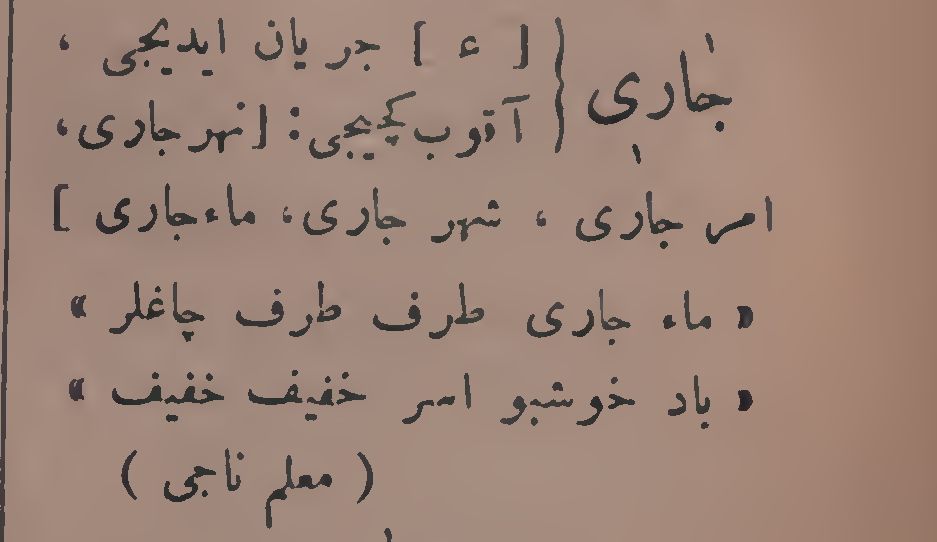 جاری { [ ع ] جریان ایدیجی ،
آقوب کچیجی : [ نهر جاری ،
امر جاری ، شهر جاری ، ماء جاری ]
« ماء جاری طرف طرف چاغلر »
« باد خوشبو اسر خفیف خفیف »
( معلم ناجی )